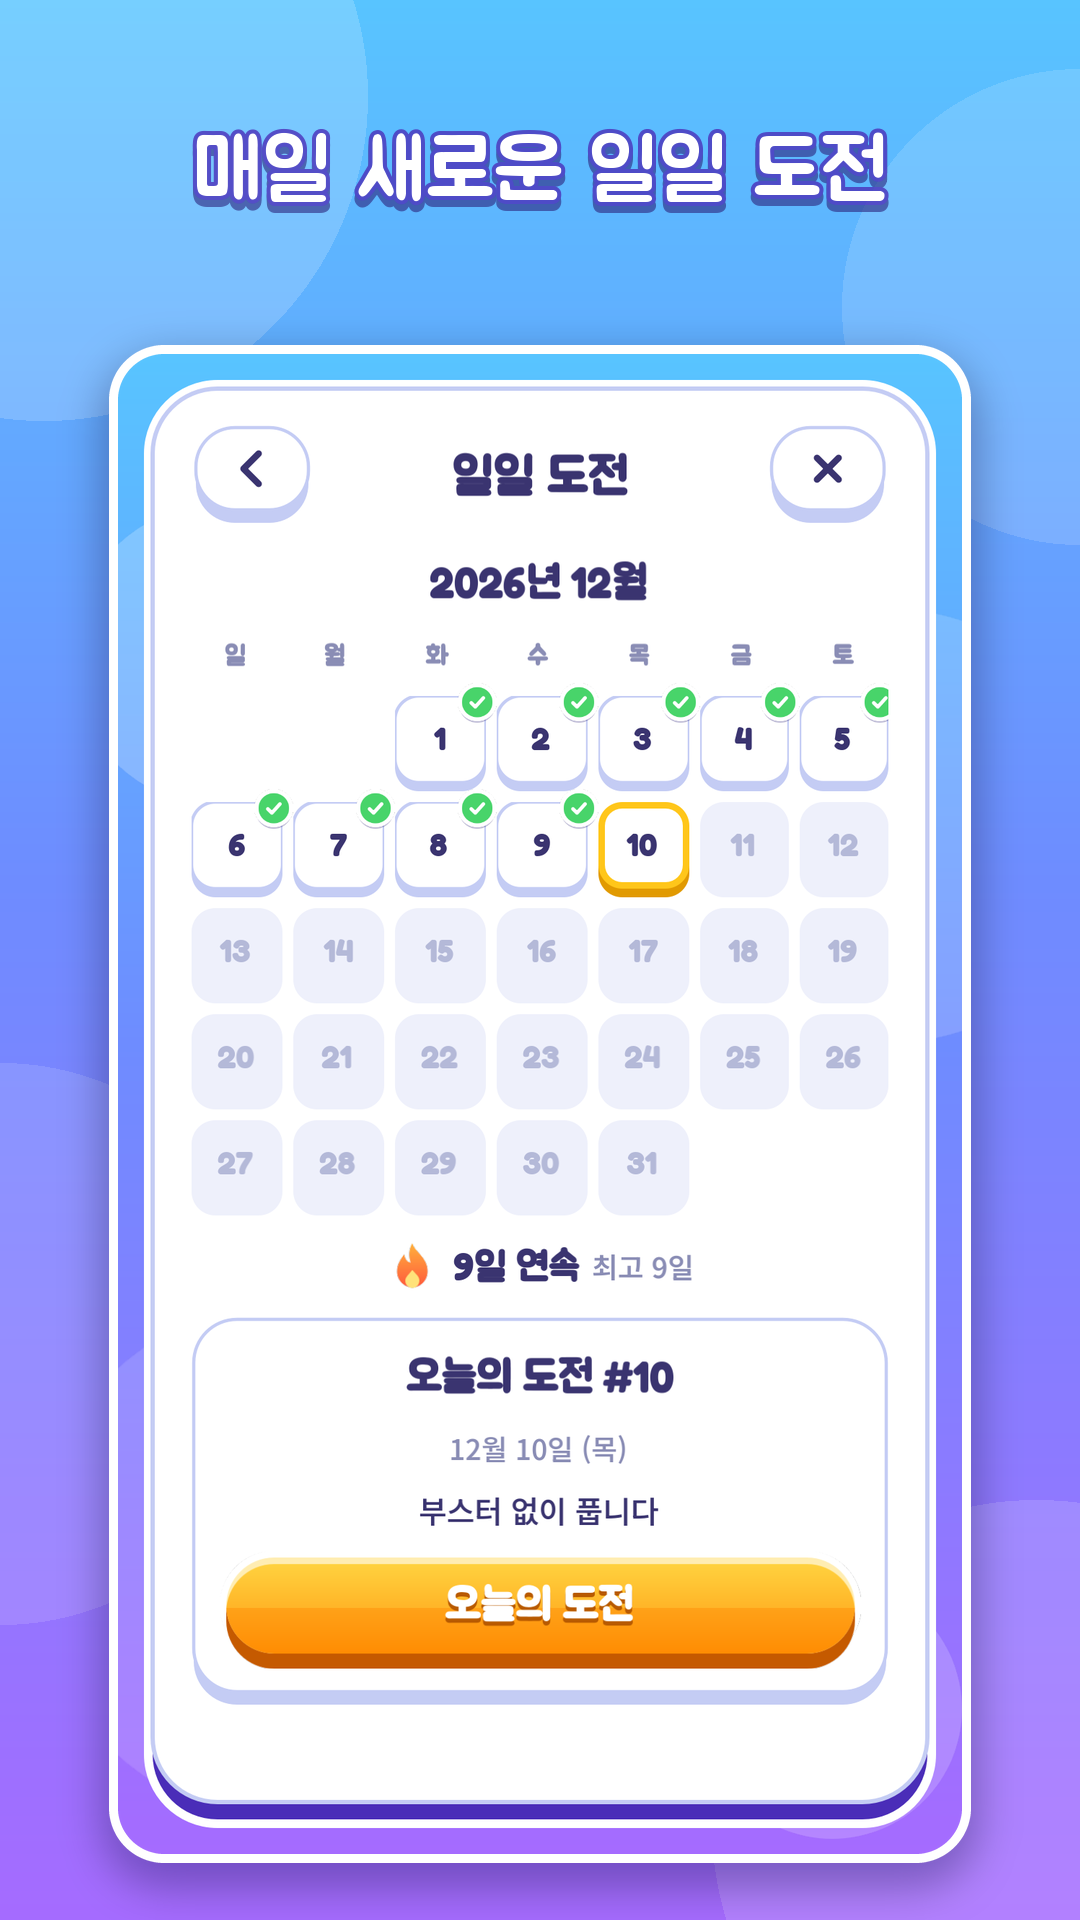 매일 새로운 일일 도전
일일 도전
2026년 12월
일 월 화 수 목 금 토
1 2 3 4 5
6 7 8 9 10 11 12
13 14 15 16 17 18 19
20 21 22 23 24 25 26
27 28 29 30 31
9일 연속 최고 9일
오늘의 도전 #10
12월 10일 (목)
부스터 없이 풉니다
오늘의 도전